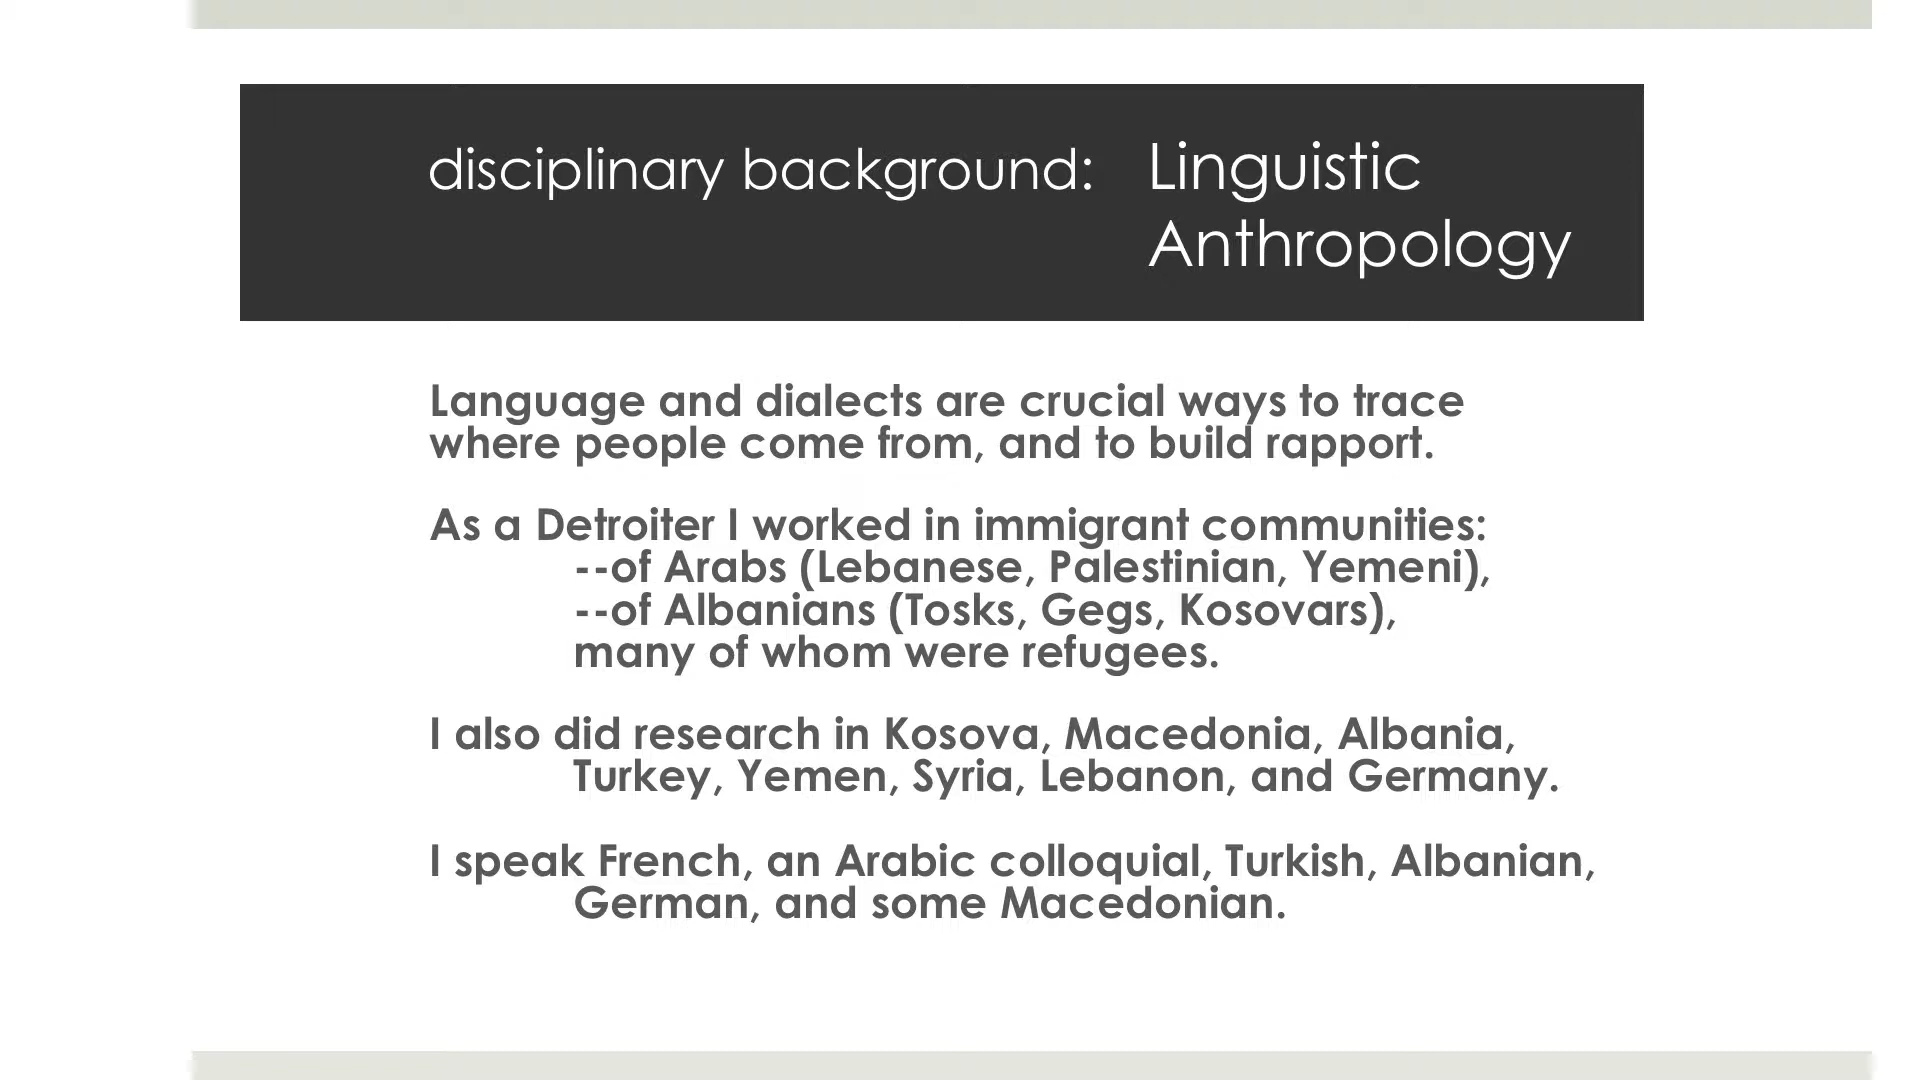 disciplinary background: Linguistic
Anthropology
Language and dialects are crucial ways to trace
where people come from, and to build rapport.
As a Detroiter I worked in immigrant communities:
--of Arabs (Lebanese, Palestinian, Yemeni),
--of Albanians (Tosks, Gegs, Kosovars),
many of whom were refugees.
I also did research in Kosova, Macedonia, Albania,
Turkey, Yemen, Syria, Lebanon, and Germany.
I speak French, an Arabic colloquial, Turkish, Albanian,
German, and some Macedonian.